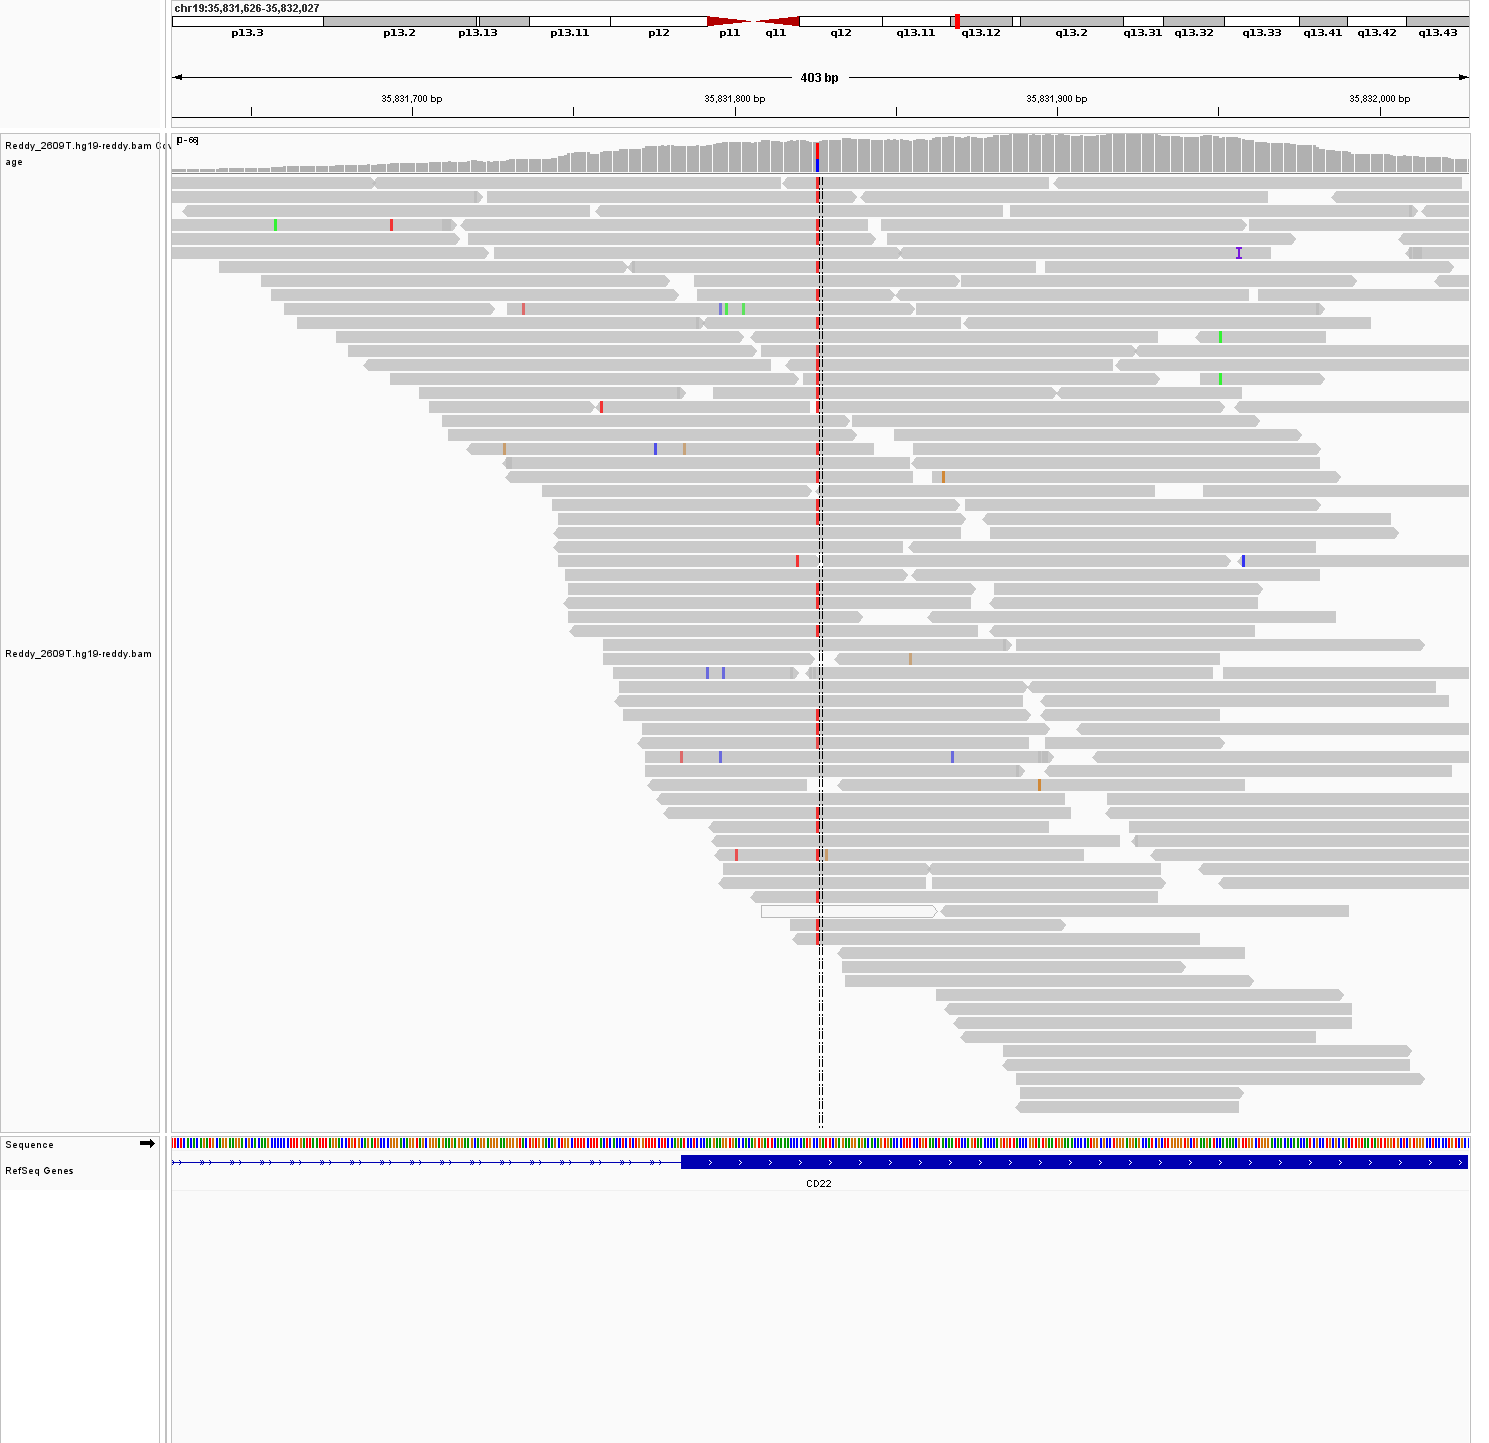 chr19:35,831,626-35,832,027
p13.3 p13.2 p13.13 p13.11 p12 p11 q11 q12 q13.11 q13.12 q13.2 q13.31 q13.32 q13.33 q13.41 q13.42 q13.43
403 bp
35,831,700 bp 35,831,800 bp 35,831,900 bp 35,832,000 bp
[0-66]
Reddy_2609T.hg19-reddy.bam Cov
age
I
Reddy_2609T.hg19-reddy.bam
Sequence
RefSeq Genes
CD22